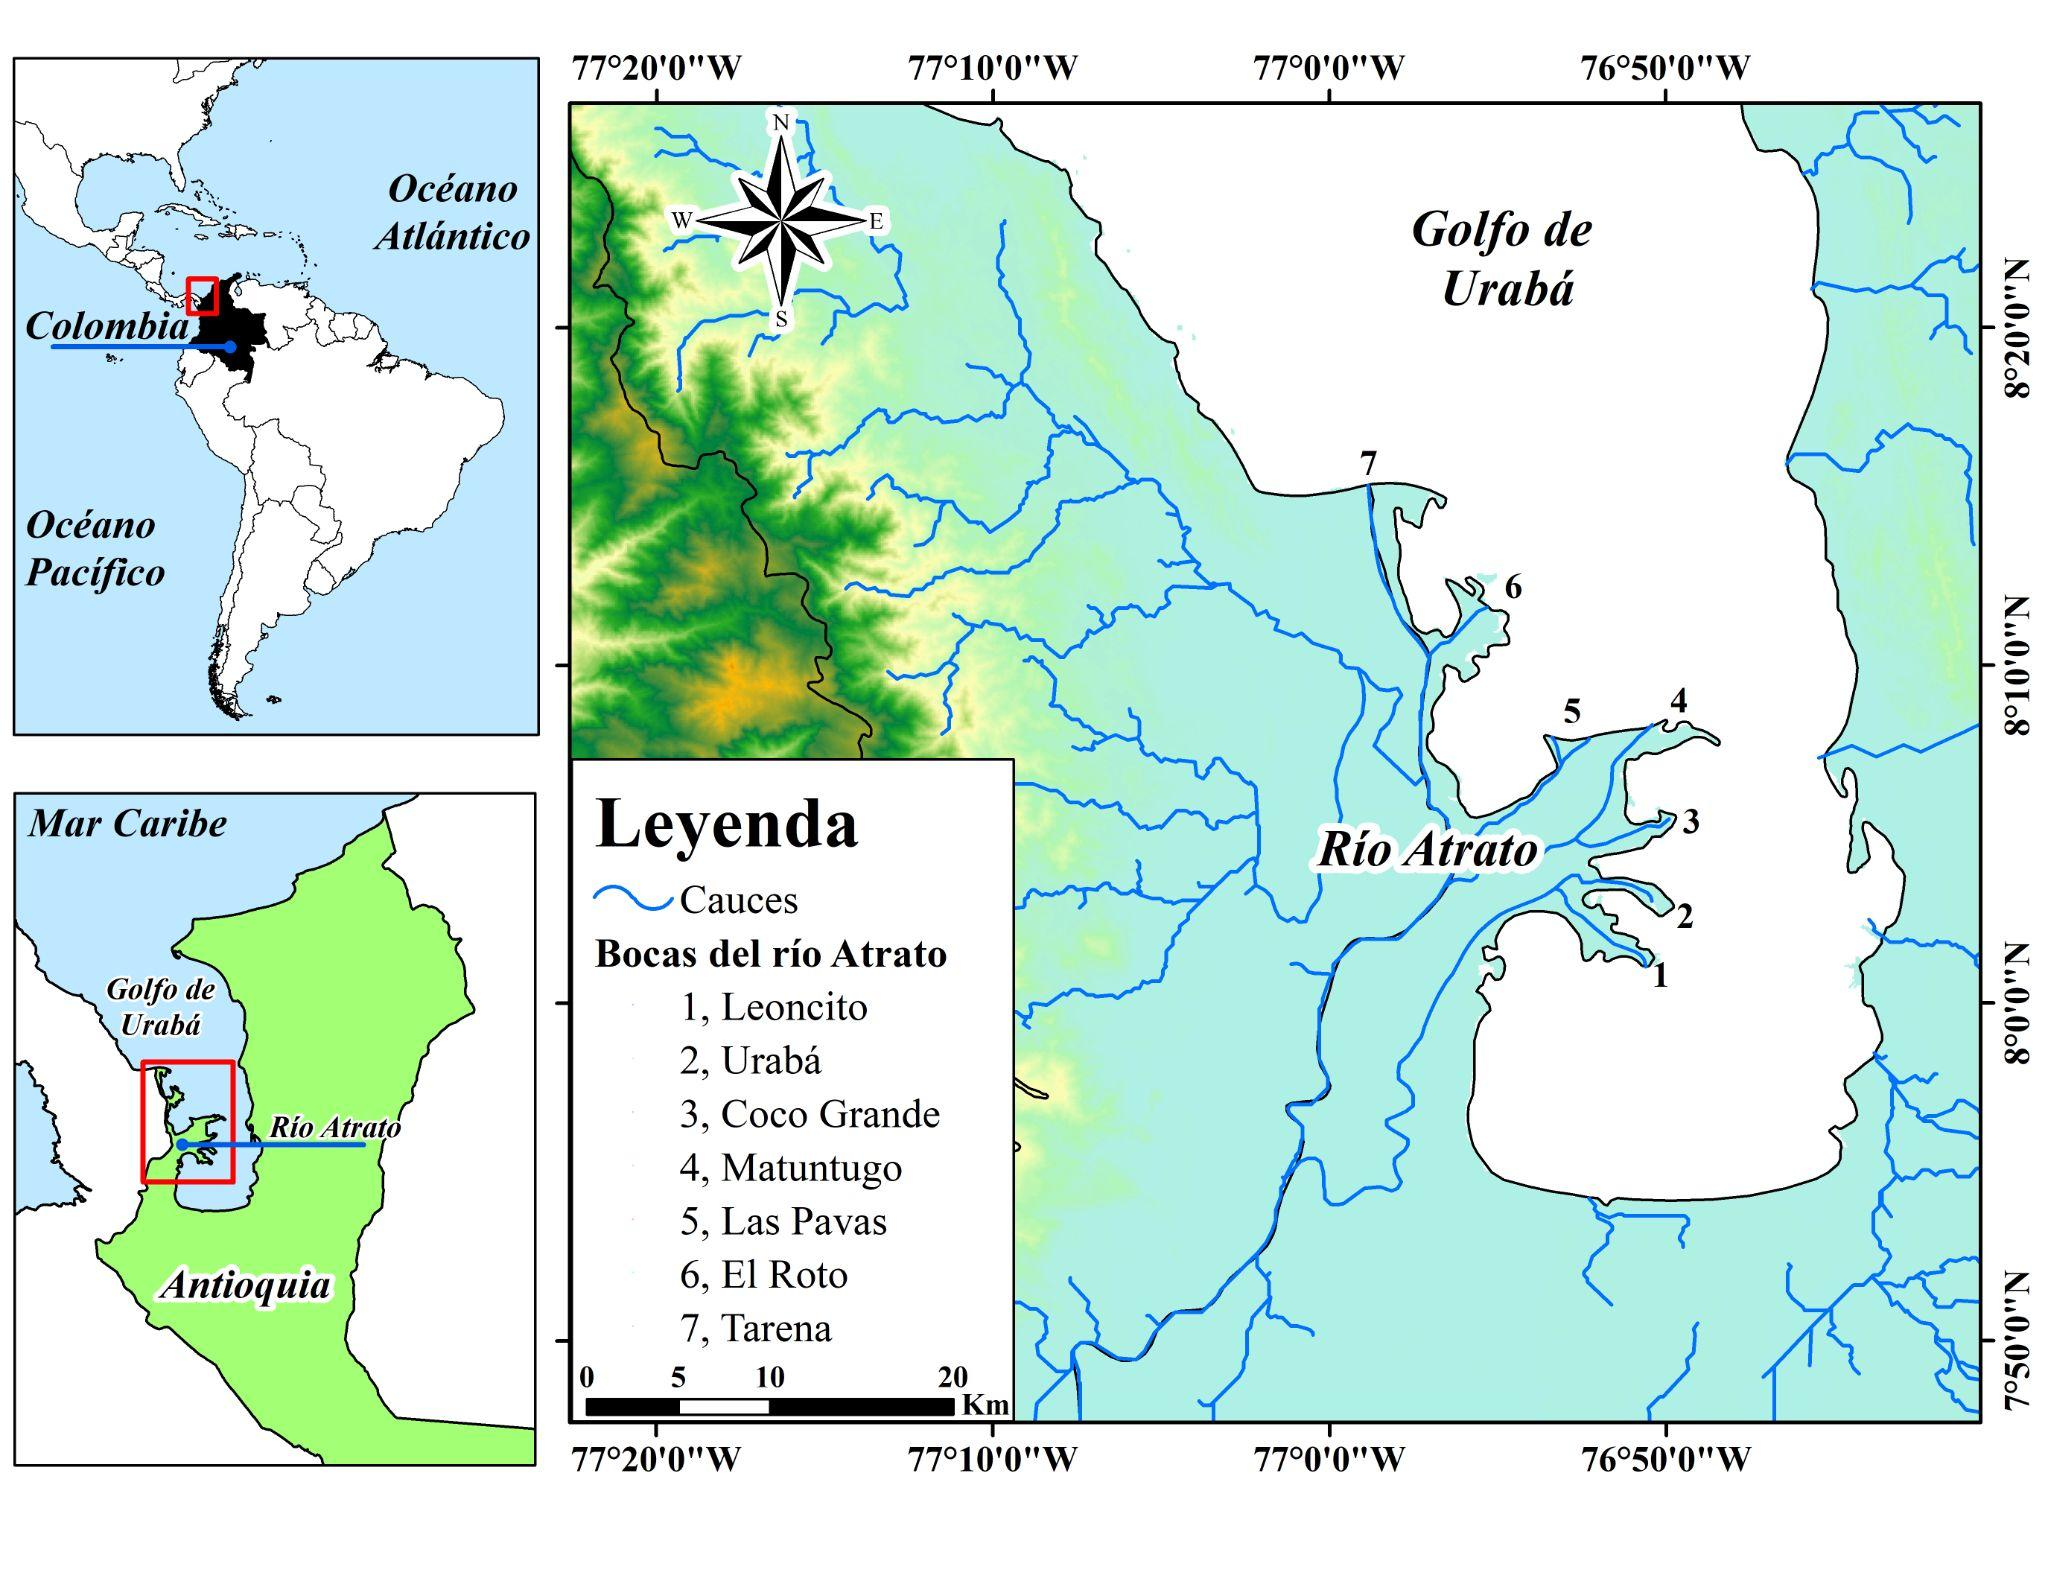 Océano
Atlántico
Colombia
Océano
Pacífico
Mar Caribe
Golfo de
Urabá
Río Atrato
Antioquia
77°20'0"W
77°10'0"W
77°0'0"W
76°50'0"W
N
W
E
S
Golfo de
Urabá
7
6
5
4
3
2
1
Río Atrato
8°20'0"N
8°10'0"N
8°0'0"N
7°50'0"N
Leyenda
Cauces
Bocas del río Atrato
1, Leoncito
2, Urabá
3, Coco Grande
4, Matuntugo
5, Las Pavas
6, El Roto
7, Tarena
0 5 10 20
Km
77°20'0"W
77°10'0"W
77°0'0"W
76°50'0"W